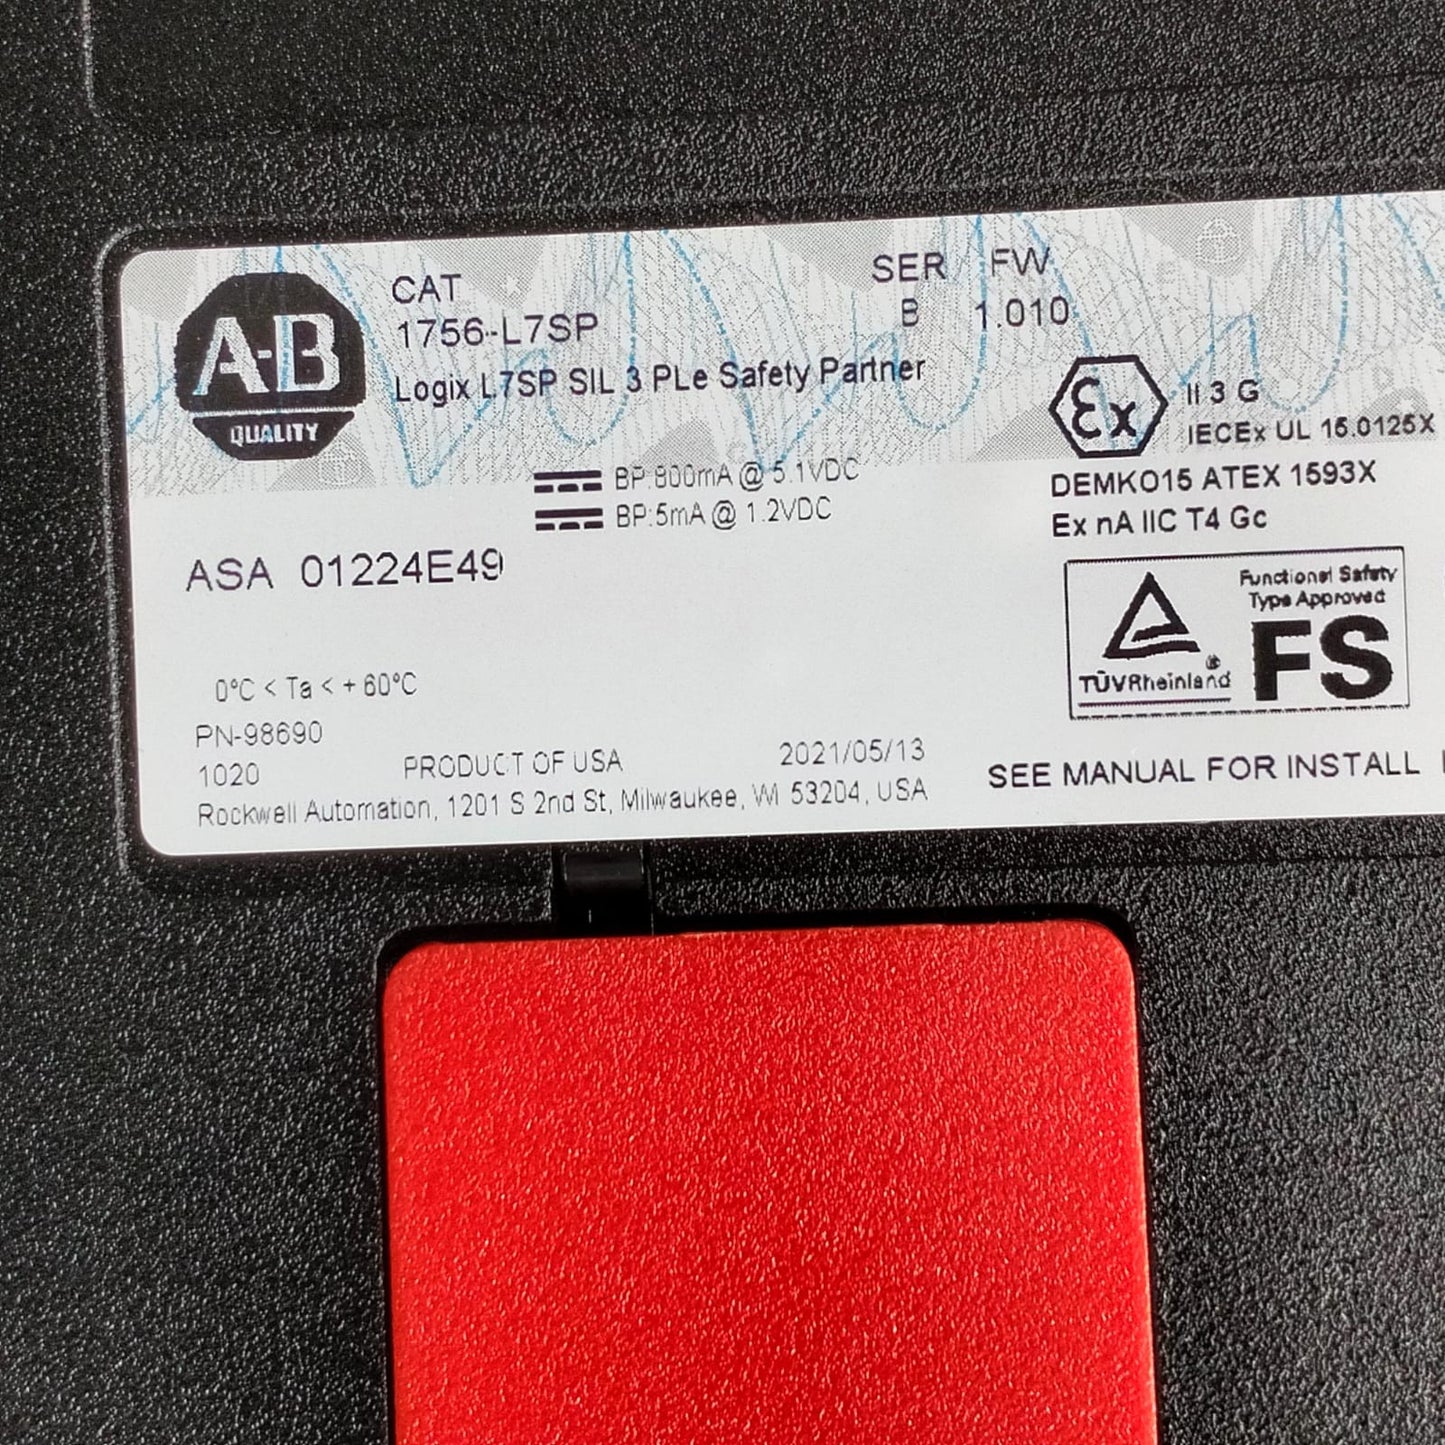 A-B
QUALITY
CAT
1756-L7SP
Logix L7SP SIL 3 PLe Safety Partner
SER FW
B 1.010
BP:800mA @ 5.1VDC
BP:5mA @ 1.2VDC
ASA 01224E49
0°C < Ta < + 60°C
PN-98690
1020
PRODUCT OF USA
2021/05/13
Rockwell Automation, 1201 S 2nd St, Milwaukee, WI 53204, USA
Ex II 3 G
IECEx UL 15.0125X
DEMKO15 ATEX 1593X
Ex nA IIC T4 Gc
TÜVRheinland
Functional Safety
Type Approved
FS
SEE MANUAL FOR INSTALL